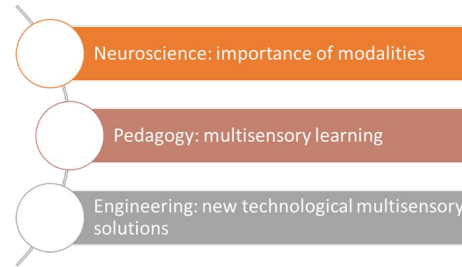 Neuroscience: importance of modalities
Pedagogy: multisensory learning
Engineering: new technological multisensory
solutions